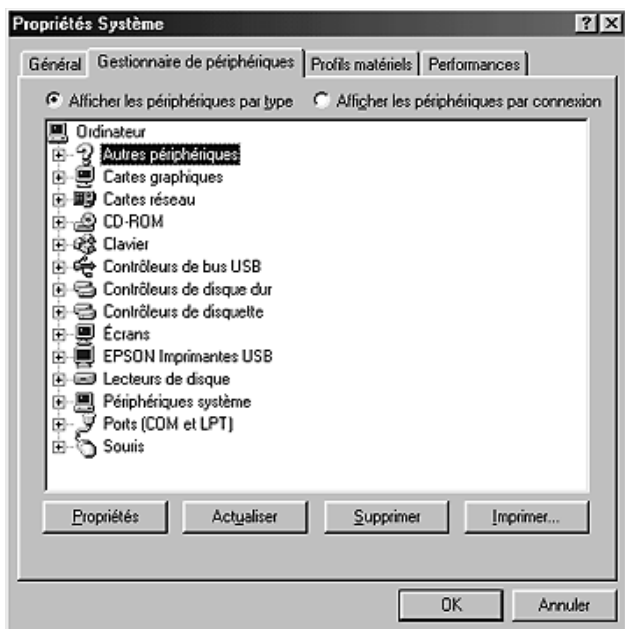 Propriétés Système
Général Gestionnaire de périphériques Profils matériels Performances
Afficher les périphériques par type Afficher les périphériques par connexion
Ordinateur
Autres périphériques
Cartes graphiques
Cartes réseau
CD-ROM
Clavier
Contrôleurs de bus USB
Contrôleurs de disque dur
Contrôleurs de disquette
Écrans
EPSON Imprimantes USB
Lecteurs de disque
Périphériques système
Ports (COM et LPT)
Souris
Propriétés Actualiser Supprimer Imprimer...
OK Annuler